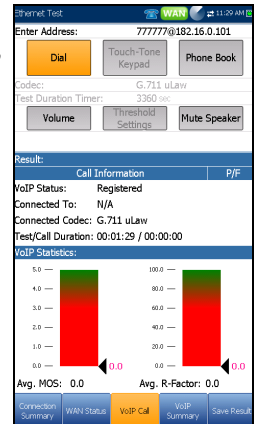 Ethernet Test WAN 11:29 AM
Enter Address: 777777@182.16.0.101
Dial Touch-Tone Keypad Phone Book
Codec: G.711 uLaw
Test Duration Timer: 3360 sec
Volume Threshold Settings Mute Speaker
Result:
Call Information P/F
VoIP Status: Registered
Connected To: N/A
Connected Codec: G.711 uLaw
Test/Call Duration: 00:01:29 / 00:00:00
VoIP Statistics:
5.0 100.0
4.0 80.0
3.0 60.0
2.0 40.0
1.0 20.0
0.0 0.0 0.0 0.0
Avg. MOS: 0.0 Avg. R-Factor: 0.0
Connection Summary WAN Status VoIP Call VoIP Summary Save Result